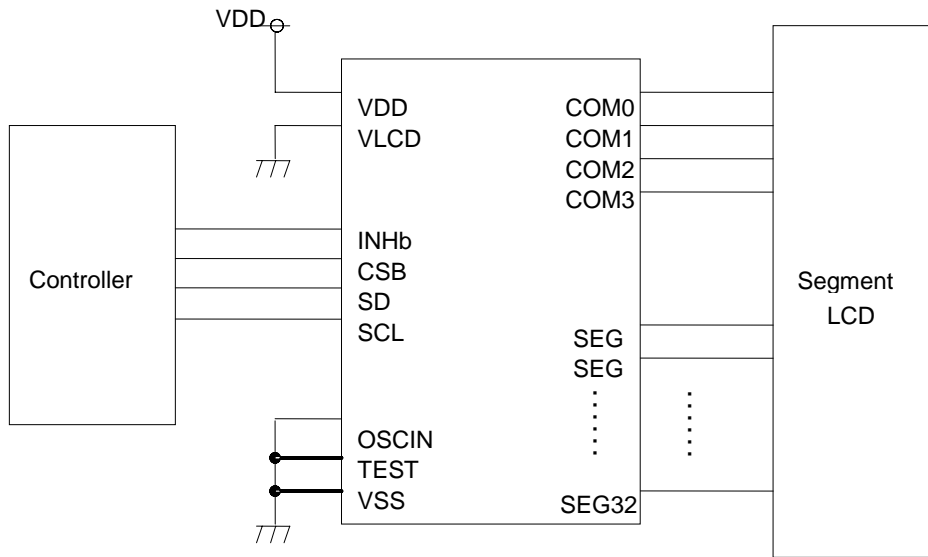 VDD
VDD
VLCD
COM0
COM1
COM2
COM3
INHb
CSB
SD
SCL
Controller
Segment
LCD
SEG
SEG
OSCIN
TEST
VSS
SEG32